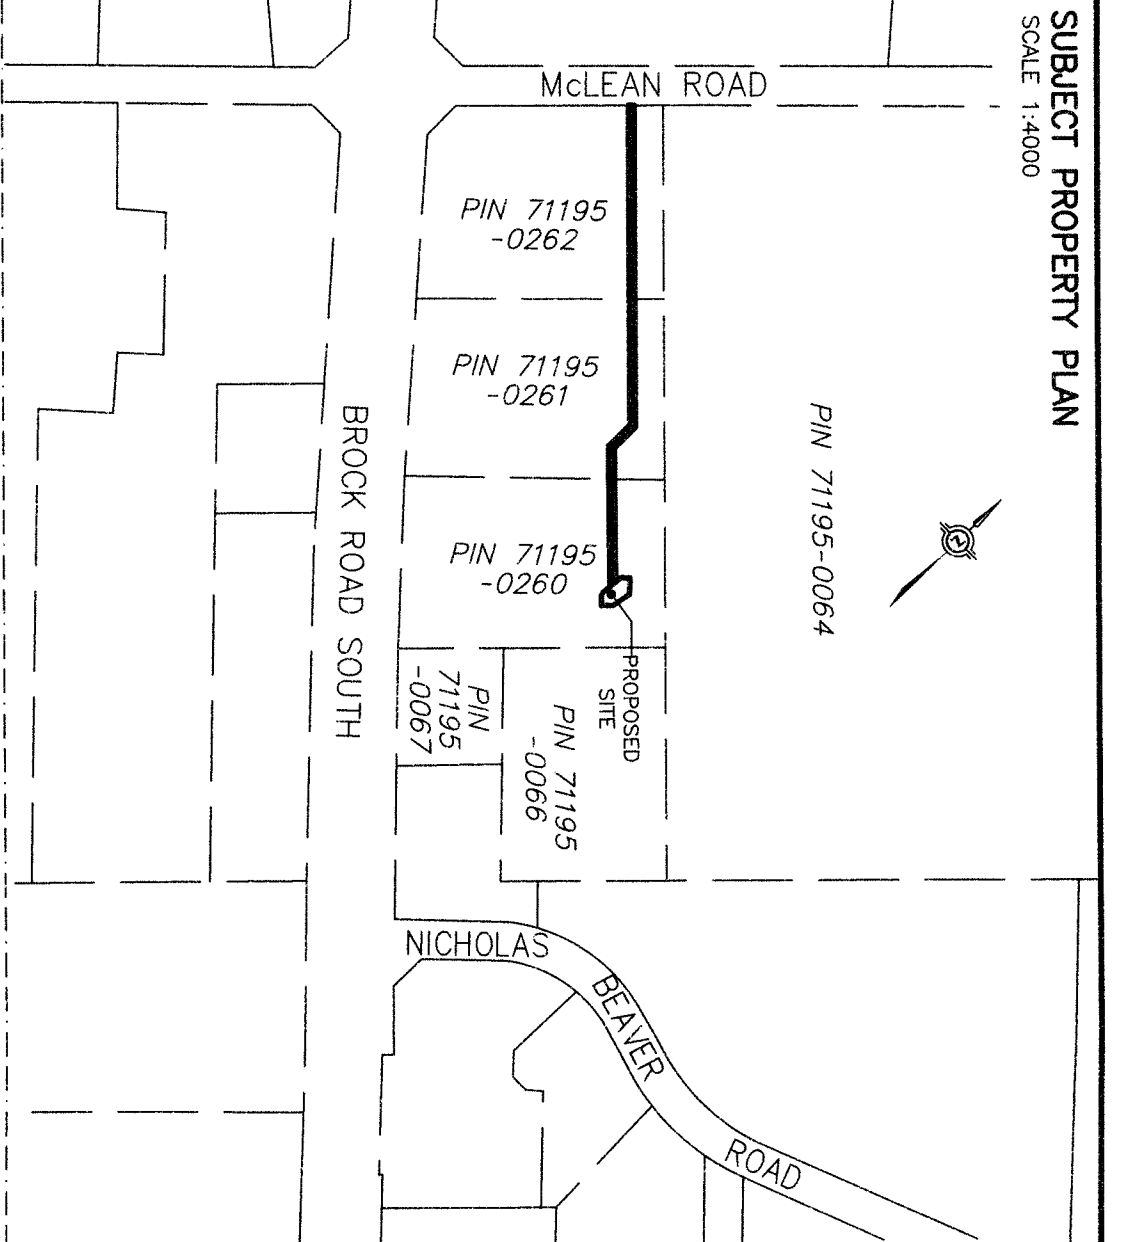 SUBJECT PROPERTY PLAN
SCALE 1:4000
McLEAN ROAD
PIN 71195
-0262
PIN 71195
-0261
PIN 71195-0064
BROCK ROAD SOUTH
N
PIN 71195
-0260
PROPOSED
SITE
PIN
71195
-0067
PIN 71195
-0066
NICHOLAS
BEAVER
ROAD